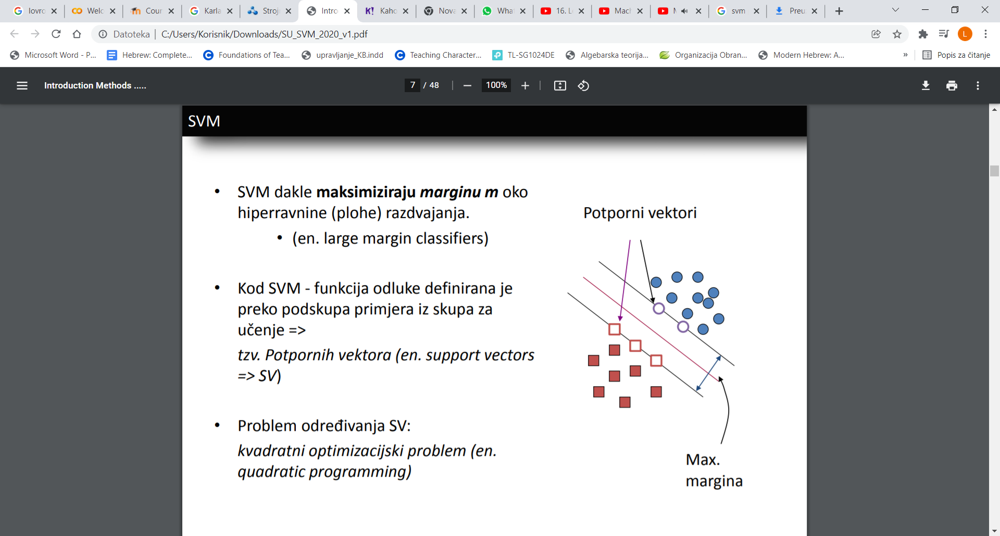 lovro
Welc
Cour
Karla
Stroj
Intro
Kaho
Nova
What
16. L
Mach
svm
Preu
Datoteka | C:/Users/Korisnik/Downloads/SU_SVM_2020_v1.pdf
Microsoft Word - P...
Hebrew: Complete...
Foundations of Tea...
upravljanje_KB.indd
Teaching Character...
TL-SG1024DE
Algebarska teorija...
Organizacija Obran...
Modern Hebrew: A...
»
Popis za čitanje
Introduction Methods .....
7 / 48
100%
SVM
• SVM dakle maksimiziraju marginu m oko
hiperravnine (plohe) razdvajanja.
• (en. large margin classifiers)
• Kod SVM - funkcija odluke definirana je
preko podskupa primjera iz skupa za
učenje =>
tzv. Potpornih vektora (en. support vectors
=> SV)
• Problem određivanja SV:
kvadratni optimizacijski problem (en.
quadratic programming)
Potporni vektori
Max.
margina